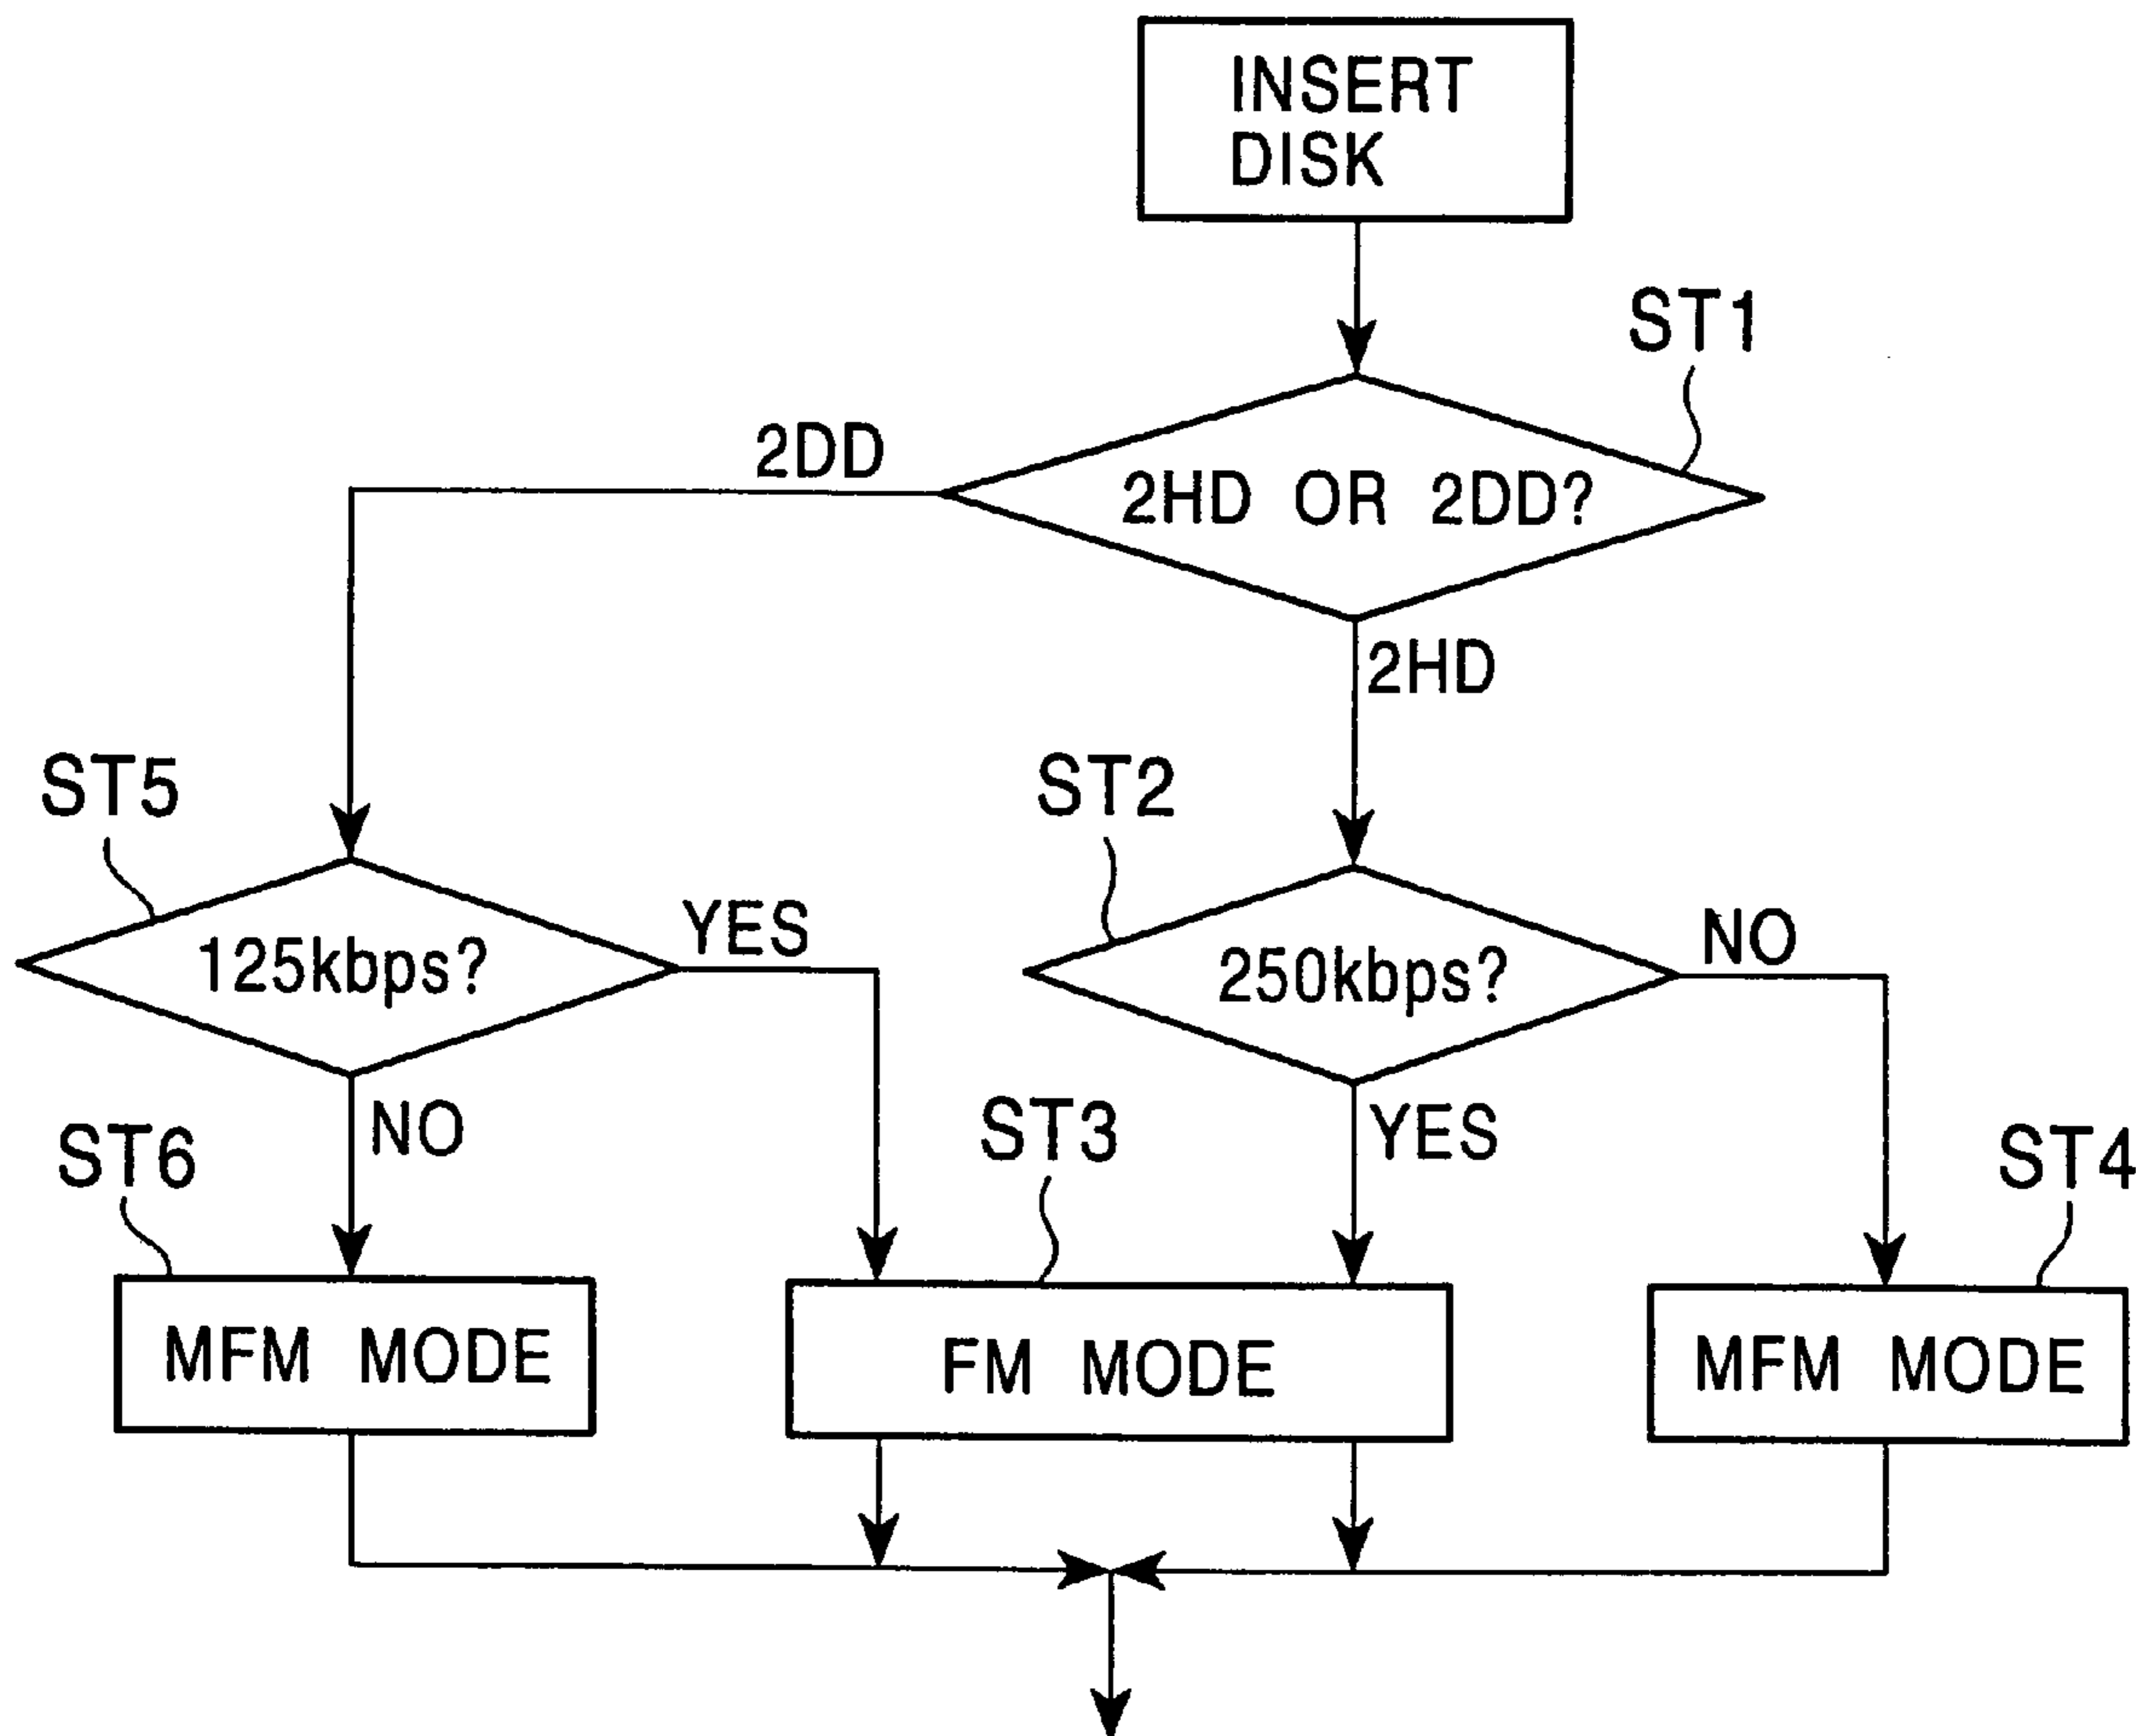 INSERT
DISK
ST1
2DD
2HD OR 2DD?
2HD
ST5
ST2
125kbps?
YES
250kbps?
NO
ST6
NO
ST3
YES
ST4
MFM MODE
FM MODE
MFM MODE